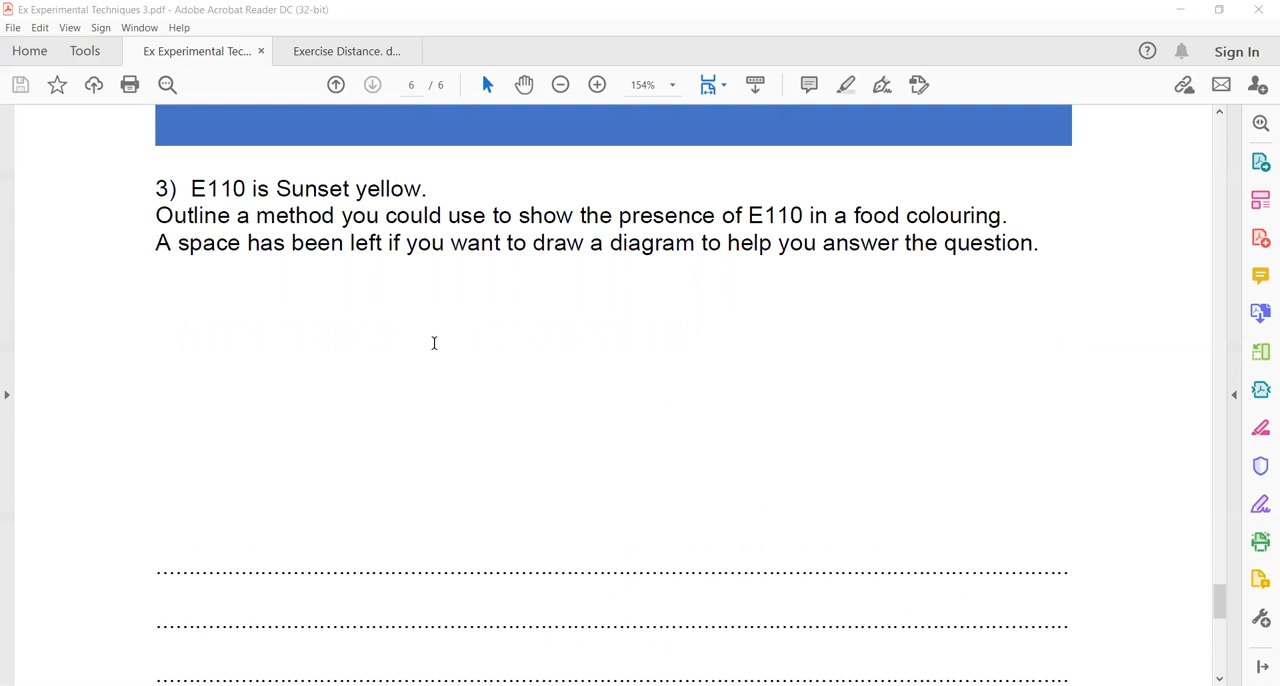 Ex Experimental Techniques 3.pdf - Adobe Acrobat Reader DC (32-bit)
File Edit View Sign Window Help
Home Tools Ex Experimental Tec... × Exercise Distance. d... Sign In
6 / 6 154%
3) E110 is Sunset yellow.
Outline a method you could use to show the presence of E110 in a food colouring.
A space has been left if you want to draw a diagram to help you answer the question.